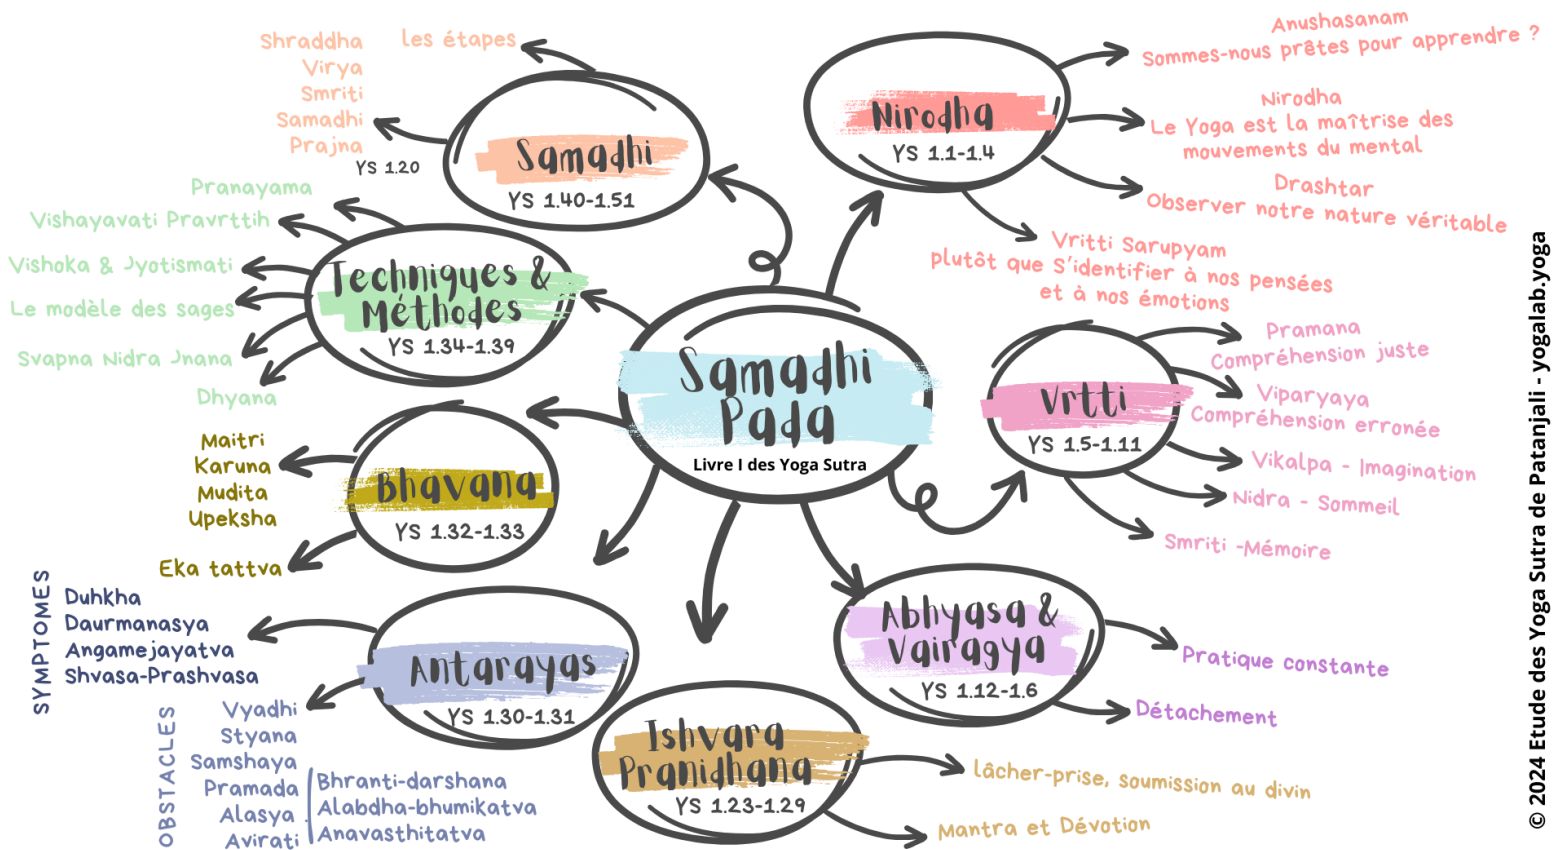 Samadhi
Pada
Livre I des Yoga Sutra
Nirodha
YS 1.1-1.4
Anushasanam
Sommes-nous prêtes pour apprendre ?
Nirodha
Le Yoga est la maîtrise des
mouvements du mental
Drashtar
Observer notre nature véritable
Vritti Sarupyam
plutôt que S'identifier à nos pensées
et à nos émotions
Vrtti
YS 1.5-1.11
Pramana
Compréhension juste
Viparyaya
Compréhension erronée
Vikalpa - Imagination
Nidra - Sommeil
Smriti -Mémoire
Abhyasa &
Vairagya
YS 1.12-1.6
Pratique constante
Détachement
Ishvara
Pranidhana
YS 1.23-1.29
lâcher-prise, soumission au divin
Mantra et Dévotion
Antarayas
YS 1.30-1.31
SYMPTOMES
Duhkha
Daurmanasya
Angamejayatva
Shvasa-Prashvasa
OBSTACLES
Vyadhi
Styana
Samshaya
Pramada
Alasya
Avirati
Bhranti-darshana
Alabdha-bhumikatva
Anavasthitatva
Bhavana
YS 1.32-1.33
Maitri
Karuna
Mudita
Upeksha
Eka tattva
Techniques &
Méthodes
YS 1.34-1.39
Pranayama
Vishayavati Pravrttih
Vishoka & Jyotismati
Le modèle des sages
Svapna Nidra Jnana
Dhyana
Samadhi
YS 1.40-1.51
les étapes
Shraddha
Virya
Smriti
Samadhi
Prajna
YS 1.20
© 2024 Etude des Yoga Sutra de Patanjali - yogalab.yoga